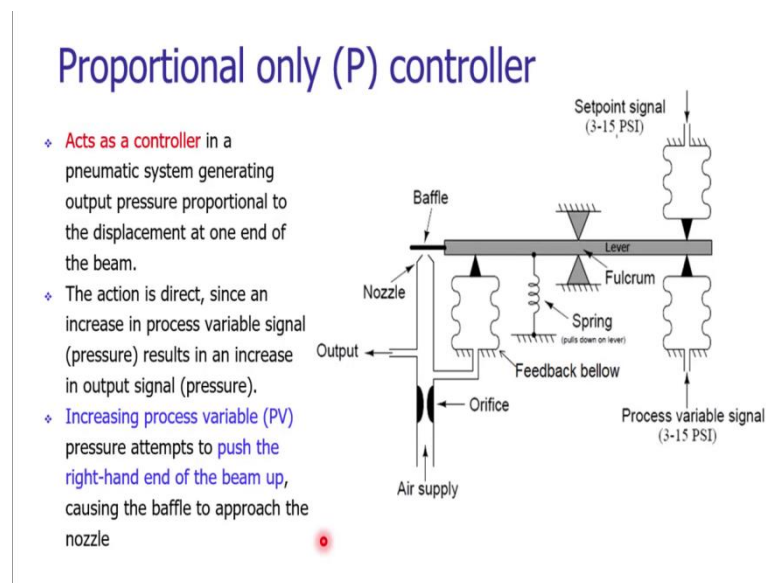 Proportional only (P) controller
Acts as a controller in a
pneumatic system generating
output pressure proportional to
the displacement at one end of
the beam.
The action is direct, since an
increase in process variable signal
(pressure) results in an increase
in output signal (pressure).
Increasing process variable (PV)
pressure attempts to push the
right-hand end of the beam up,
causing the baffle to approach the
nozzle
Setpoint signal
(3-15 PSI)
Baffle
Lever
Nozzle
Fulcrum
Spring
(pulls down on lever)
Output
Feedback bellow
Orifice
Process variable signal
(3-15 PSI)
Air supply